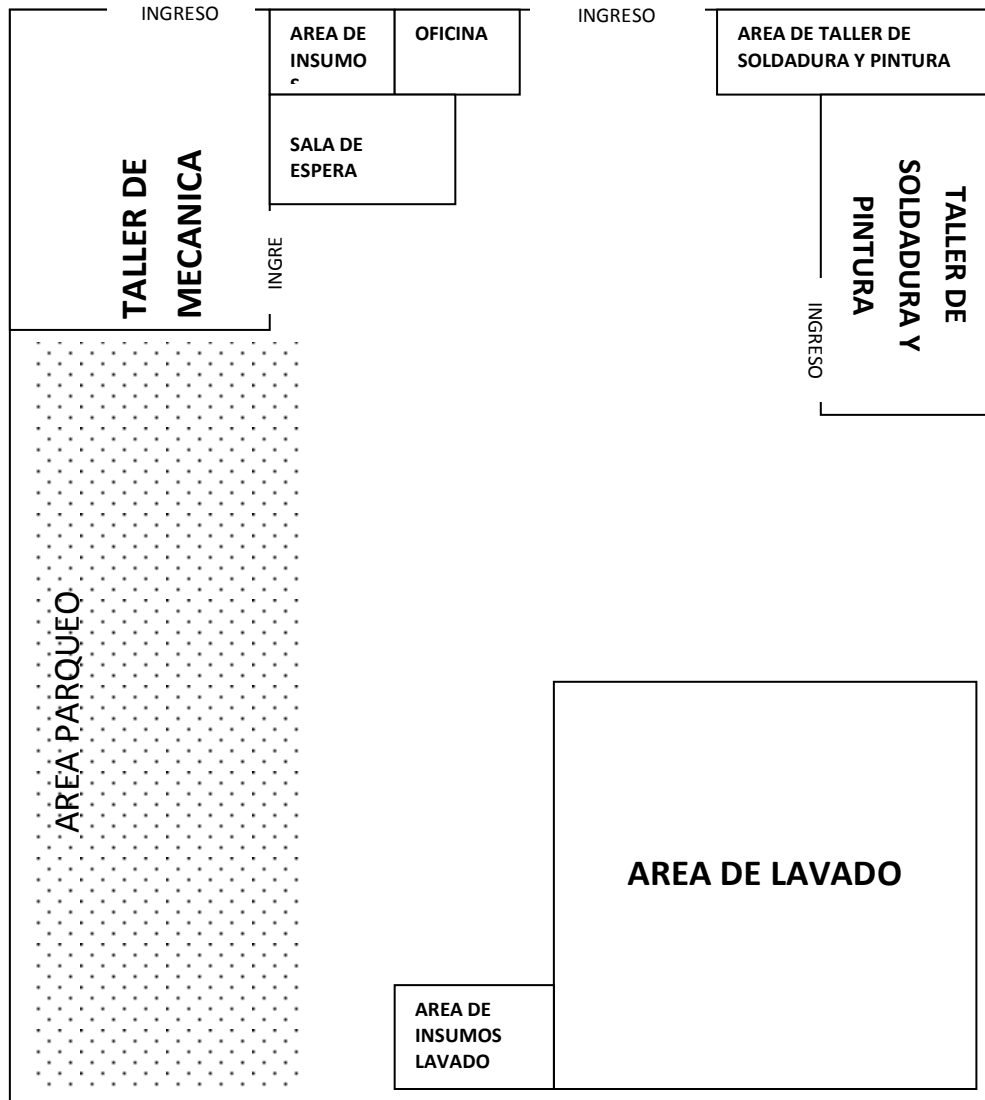 INGRESO
INGRESO
AREA DE
INSUMO
OFICINA
AREA DE TALLER DE
SOLDADURA Y PINTURA
SALA DE
ESPERA
TALLER DE
MECANICA
INGRE
TALLER DE
SOLDADURA Y
PINTURA
INGRESO
AREA PARQUEO
AREA DE LAVADO
AREA DE
INSUMOS
LAVADO